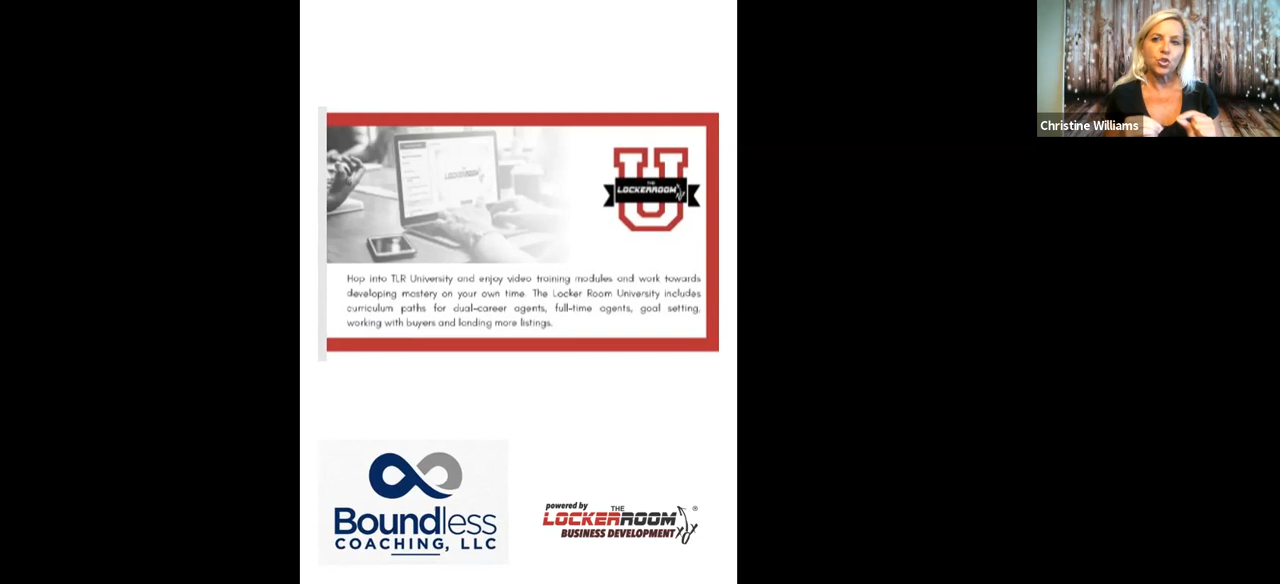 Christine Williams
U
THE
LOCKERROOM
THE
LOCKERROOM
Hop into TLR University and enjoy video training modules and work towards
developing mastery on your own time. The Locker Room University includes
curriculum paths for dual-career agents, full-time agents, goal setting,
working with buyers and landing more listings.
Boundless
COACHING, LLC
powered by
THE
LOCKERROOM ®
BUSINESS DEVELOPMENT